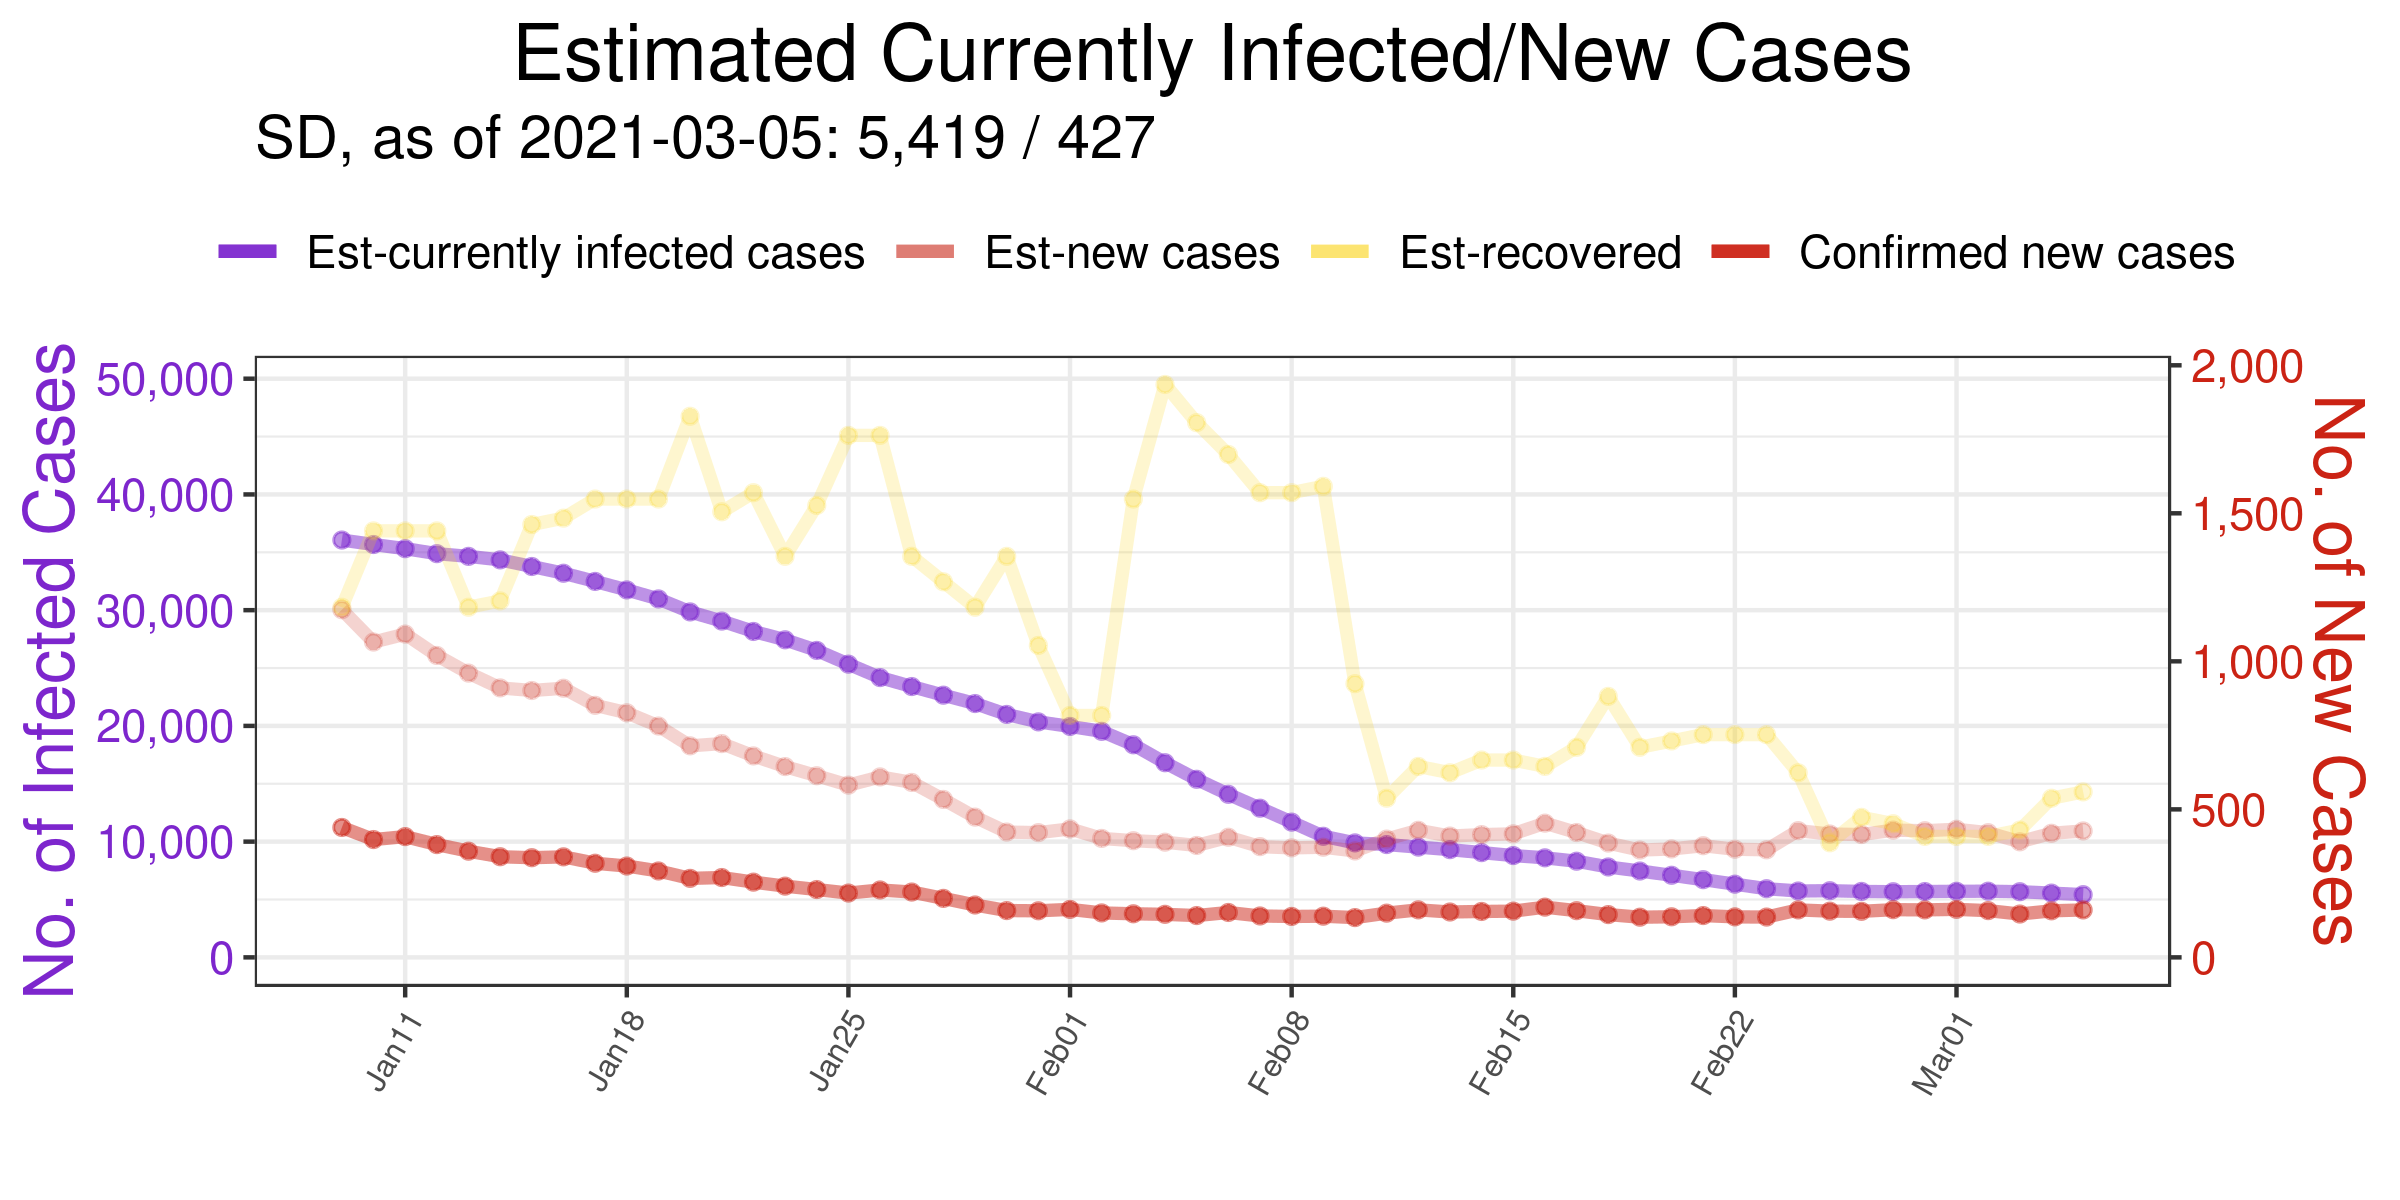 Estimated Currently Infected/New Cases
SD, as of 2021-03-05: 5,419 / 427
Est-currently infected cases
Est-new cases
Est-recovered
Confirmed new cases
No. of Infected Cases
50,000
40,000
30,000
20,000
10,000
0
2,000
1,500
1,000
500
0
No. of New Cases
Jan11
Jan18
Jan25
Feb01
Feb08
Feb15
Feb22
Mar01